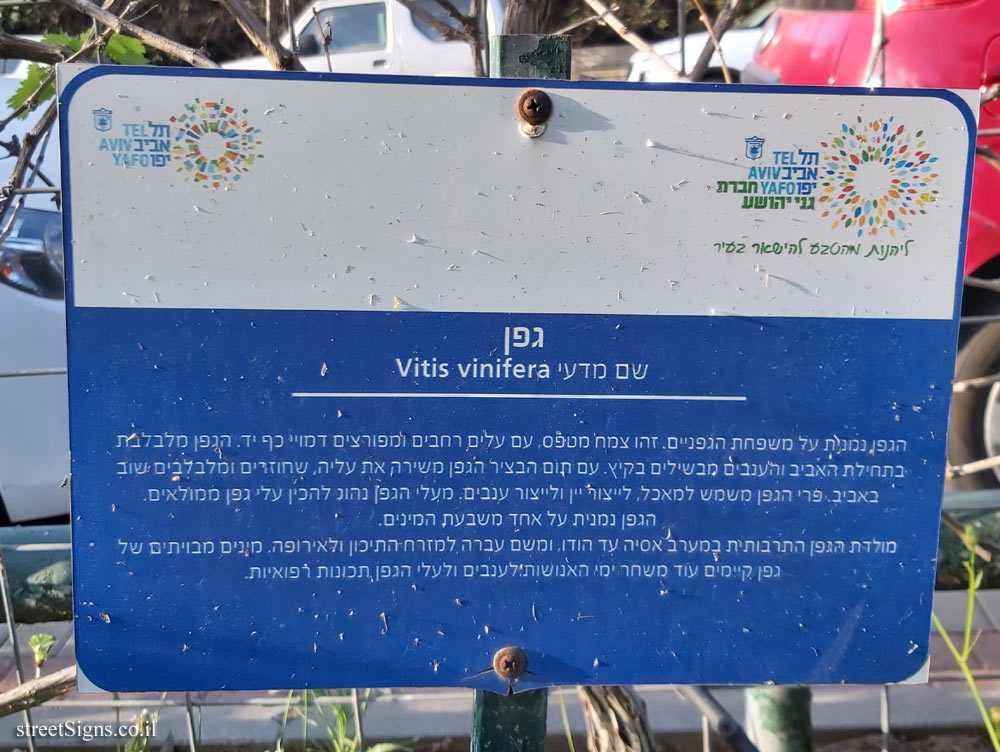 תל TEL
אביב AVIV
יפו YAFO
תל TEL
אביב AVIV
יפו YAFO חברת
גני יהושע
ליהנות מהטבע להישאר בעיר
גפן
שם מדעי Vitis vinifera
הגפן נמנית על משפחת הגפניים. זהו צמח מטפס, עם עלים רחבים ומפורצים דמויי כף יד. הגפן מלבלבת
בתחילת האביב והענבים מבשילים בקיץ. עם תום הבציר הגפן משירה את עליה, שחוזרים ומלבלבים שוב
באביב. פרי הגפן משמש למאכל, לייצור יין ולייצור ענבים. מעלי הגפן נהוג להכין עלי גפן ממולאים.
הגפן נמנית על אחד משבעת המינים.
מולדת הגפן התרבותית במערב אסיה עד הודו, ומשם עברה למזרח התיכון ולאירופה. מינים מבויתים של
גפן קיימים עוד משחר ימי האנושות. לענבים ולעלי הגפן תכונות רפואיות.
streetSigns.co.il